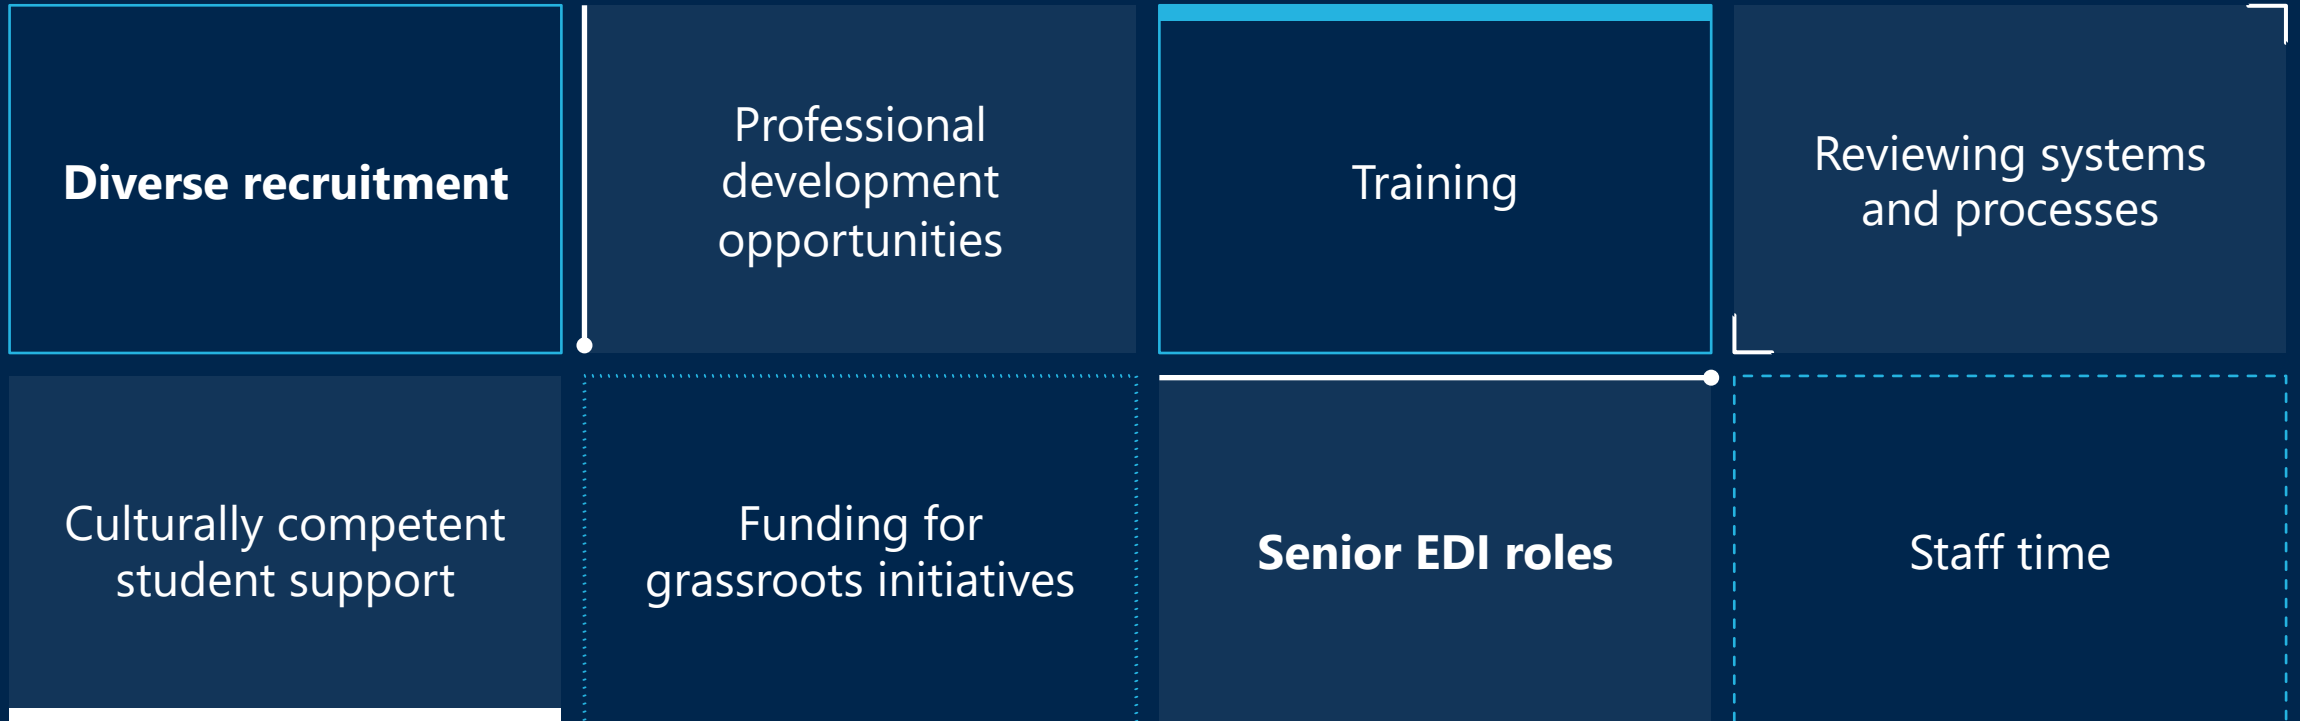 Diverse recruitment
Professional
development
opportunities
Training
Reviewing systems
and processes
Culturally competent
student support
Funding for
grassroots initiatives
Senior EDI roles
Staff time